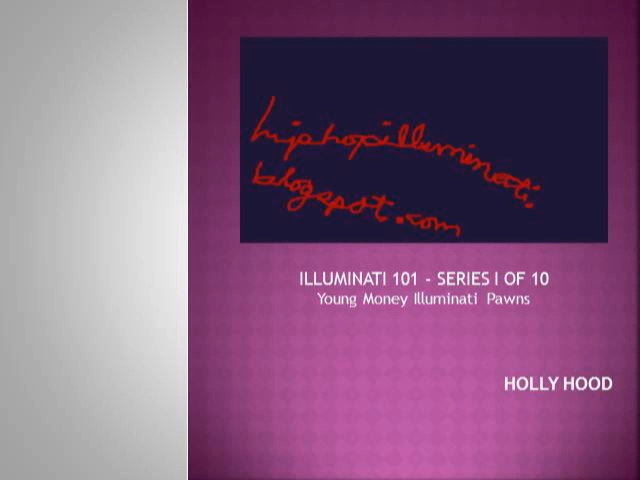 hiphopilluminati.
blogspot.com
ILLUMINATI 101 - SERIES I OF 10
Young Money Illuminati Pawns
HOLLY HOOD